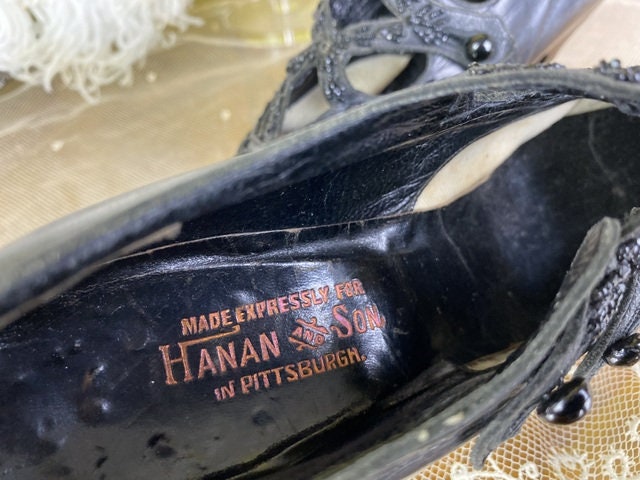 MADE EXPRESSLY FOR
HANAN AND SON,
IN PITTSBURGH.